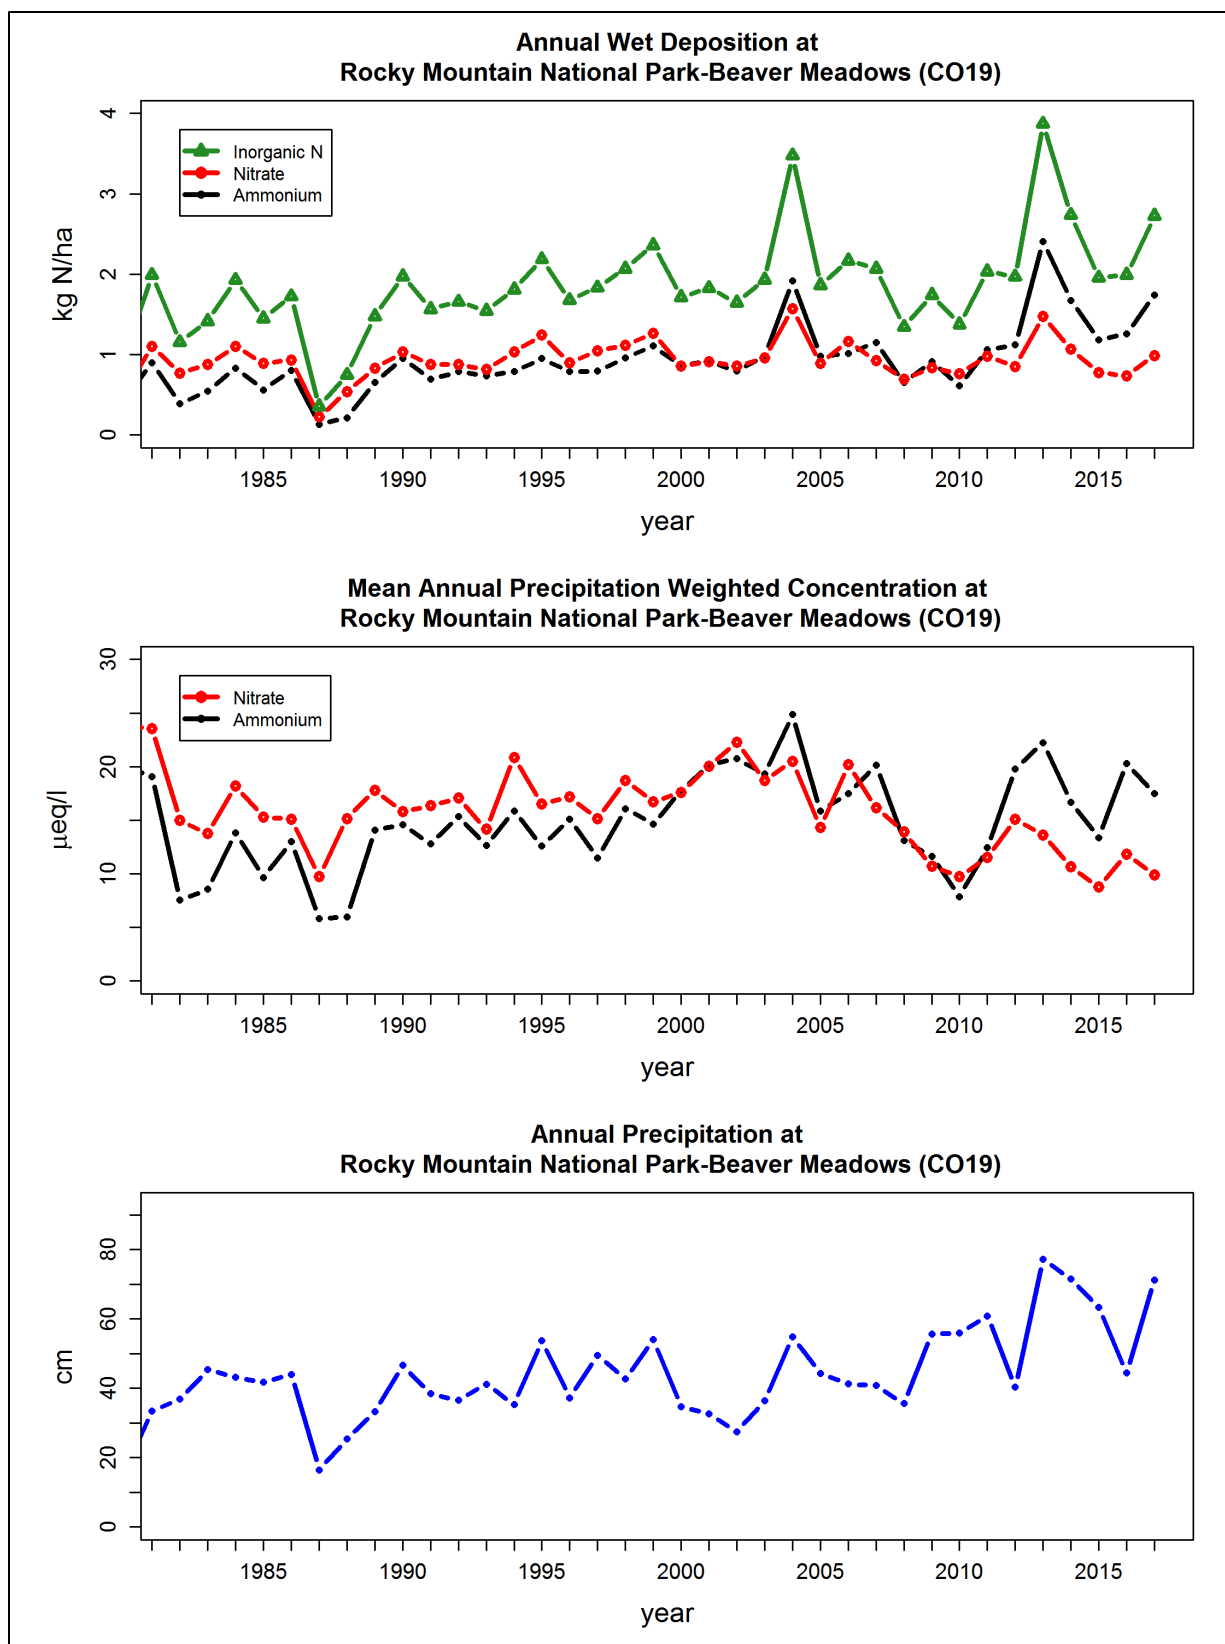 Annual Wet Deposition at
Rocky Mountain National Park-Beaver Meadows (CO19)
4
3
2
1
0
kg N/ha
Inorganic N
Nitrate
Ammonium
1985 1990 1995 2000 2005 2010 2015
year
Mean Annual Precipitation Weighted Concentration at
Rocky Mountain National Park-Beaver Meadows (CO19)
30
20
10
0
µeq/l
Nitrate
Ammonium
1985 1990 1995 2000 2005 2010 2015
year
Annual Precipitation at
Rocky Mountain National Park-Beaver Meadows (CO19)
80
60
40
20
0
cm
1985 1990 1995 2000 2005 2010 2015
year